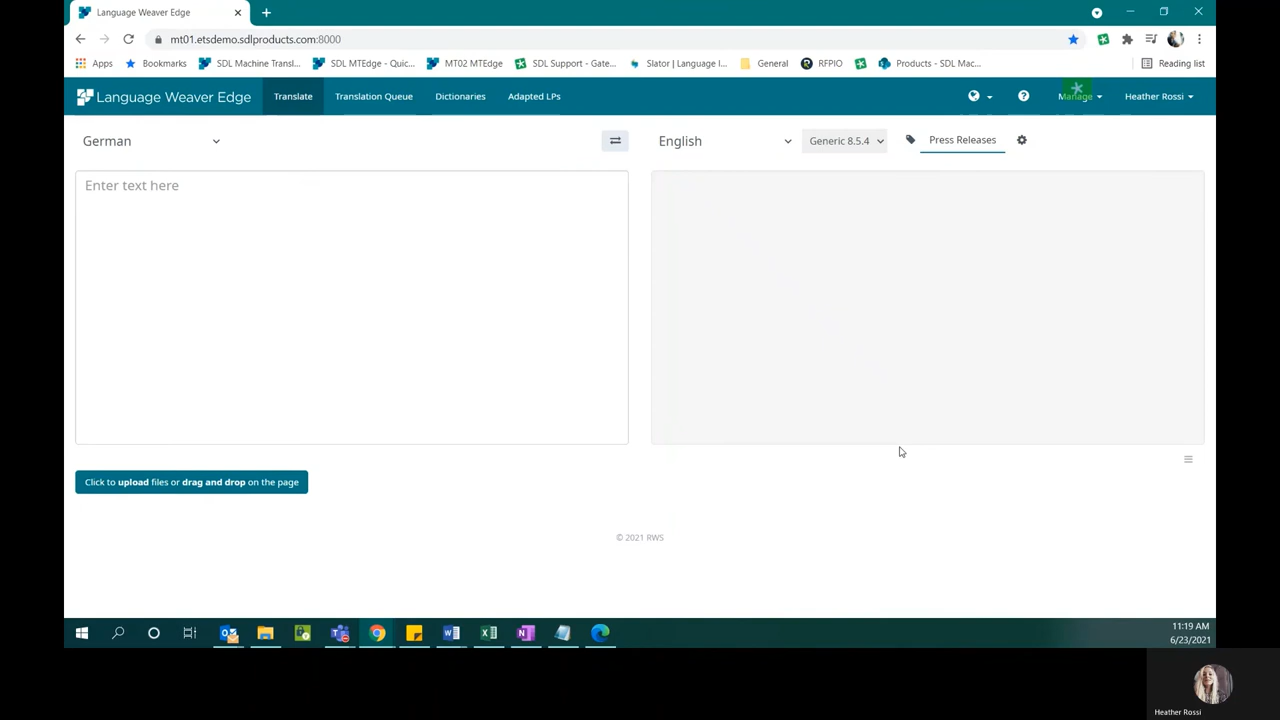 Language Weaver Edge
mt01.etsdemo.sdlproducts.com:8000
Apps Bookmarks SDL Machine Transl... SDL MTEdge - Quic... MT02 MTEdge SDL Support - Gate... Slator | Language I... General RFPIO Products - SDL Mac... Reading list
Language Weaver Edge Translate Translation Queue Dictionaries Adapted LPs Manage Heather Rossi
German English Generic 8.5.4 Press Releases
Enter text here
Click to upload files or drag and drop on the page
© 2021 RWS
11:19 AM
6/23/2021
Heather Rossi